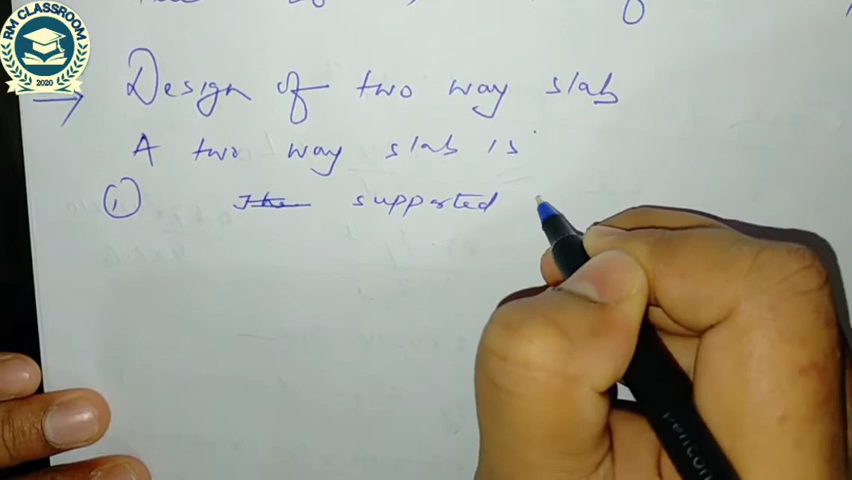 RM CLASSROOM
2020
→ Design of two way slab
A two way slab is
① supported